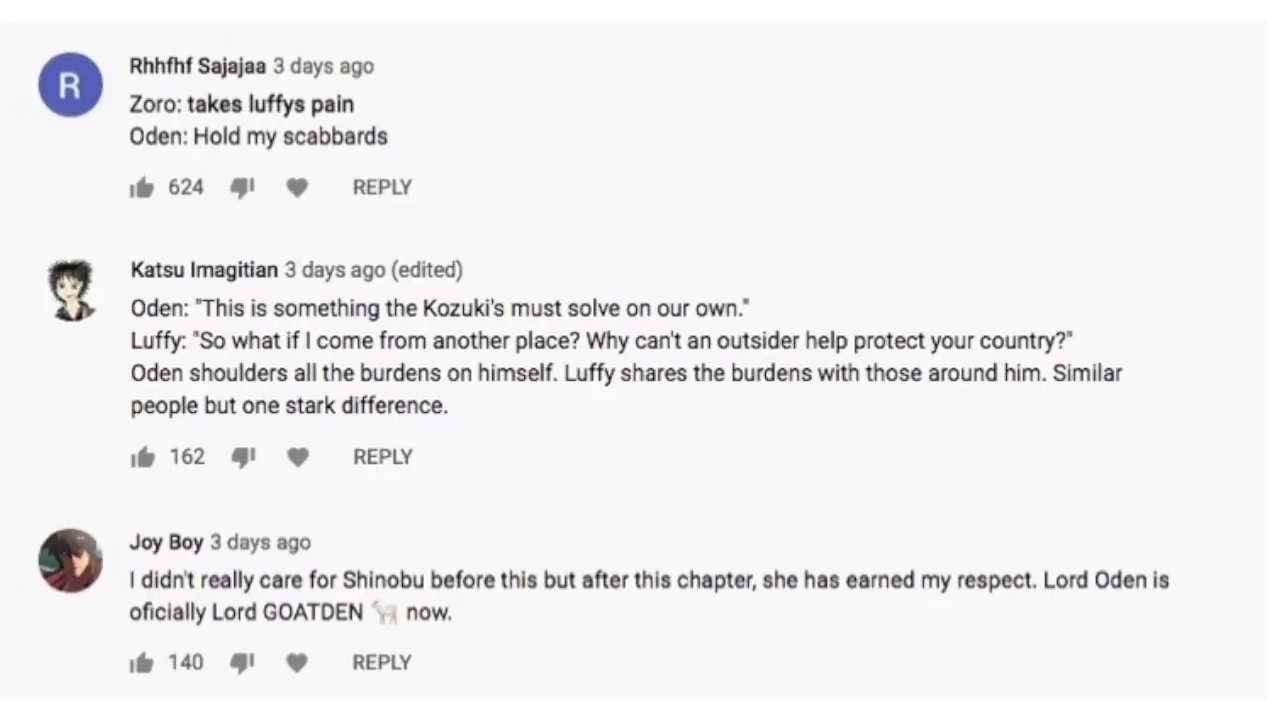 R
Rhhfhf Sajajaa 3 days ago
Zoro: takes luffys pain
Oden: Hold my scabbards
624 REPLY
Katsu Imagitian 3 days ago (edited)
Oden: "This is something the Kozuki's must solve on our own."
Luffy: "So what if I come from another place? Why can't an outsider help protect your country?"
Oden shoulders all the burdens on himself. Luffy shares the burdens with those around him. Similar
people but one stark difference.
162 REPLY
Joy Boy 3 days ago
I didn't really care for Shinobu before this but after this chapter, she has earned my respect. Lord Oden is
oficially Lord GOATDEN 🐐 now.
140 REPLY